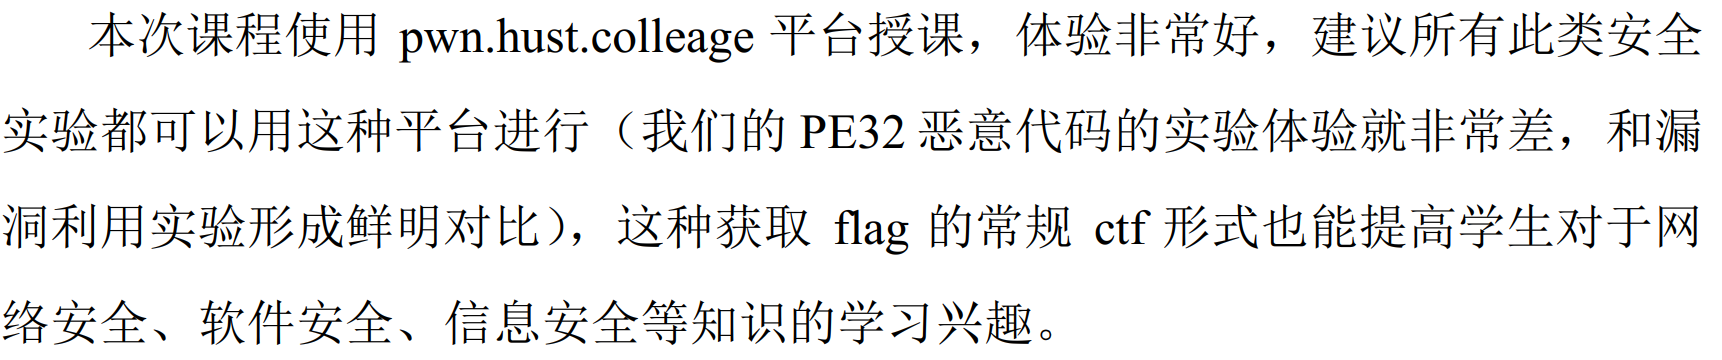 本次课程使用 pwn.hust.colleage 平台授课，体验非常好，建议所有此类安全
实验都可以用这种平台进行（我们的 PE32 恶意代码的实验体验就非常差，和漏
洞利用实验形成鲜明对比），这种获取 flag 的常规 ctf 形式也能提高学生对于网
络安全、软件安全、信息安全等知识的学习兴趣。